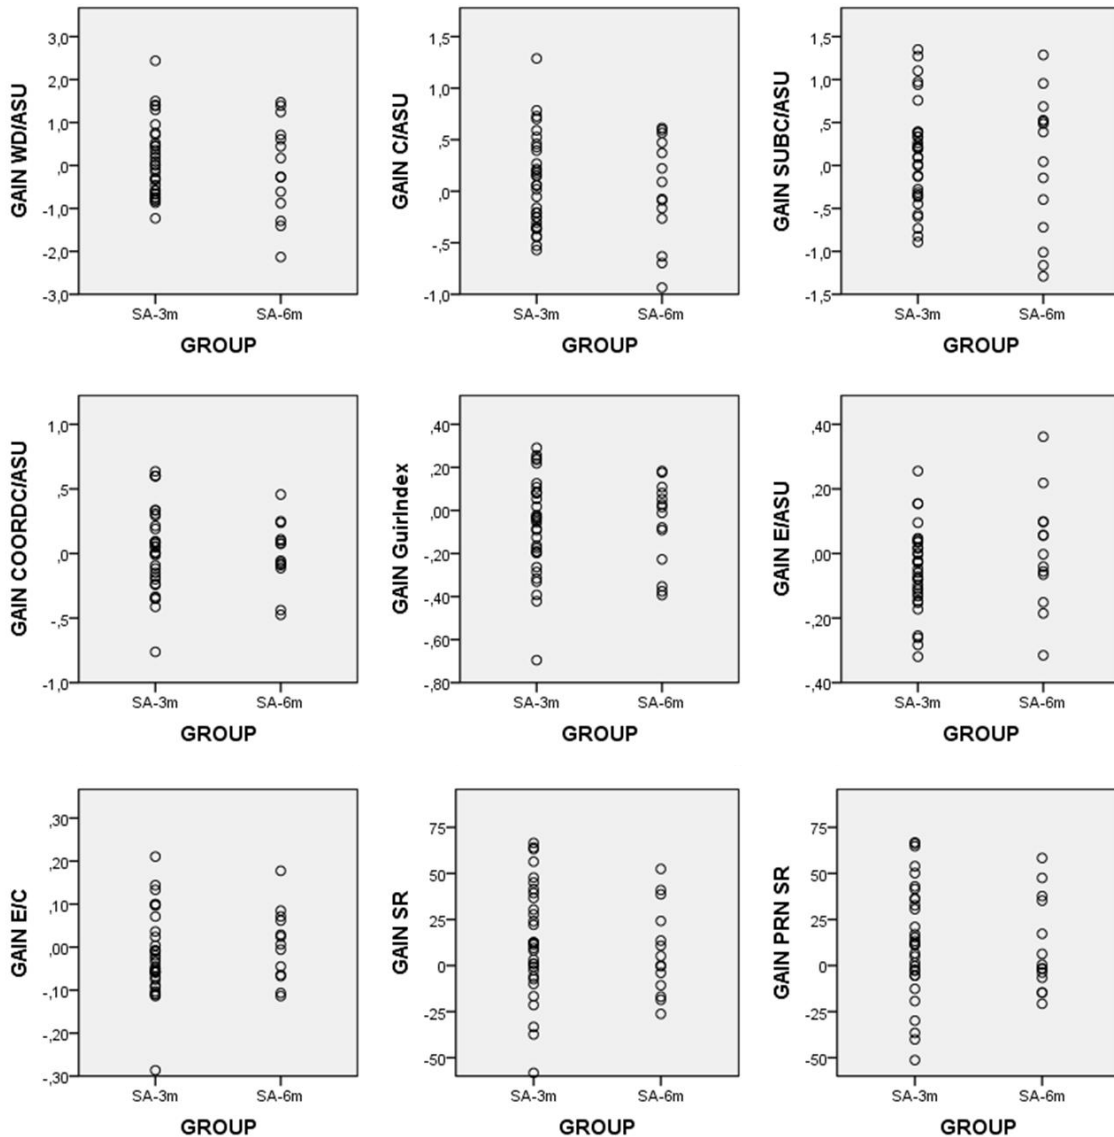 GAIN WD/ASU
3,0
2,0
1,0
,0
-1,0
-2,0
-3,0
SA-3m SA-6m
GROUP
GAIN C/ASU
1,5
1,0
,5
,0
-,5
-1,0
SA-3m SA-6m
GROUP
GAIN SUBC/ASU
1,5
1,0
,5
,0
-,5
-1,0
-1,5
SA-3m SA-6m
GROUP
GAIN COORDC/ASU
1,0
,5
,0
-,5
-1,0
SA-3m SA-6m
GROUP
GAIN GuirIndex
,40
,20
,00
-,20
-,40
-,60
-,80
SA-3m SA-6m
GROUP
GAIN E/ASU
,40
,20
,00
-,20
-,40
SA-3m SA-6m
GROUP
GAIN E/C
,30
,20
,10
,00
-,10
-,20
-,30
SA-3m SA-6m
GROUP
GAIN SR
75
50
25
0
-25
-50
SA-3m SA-6m
GROUP
GAIN PRN SR
75
50
25
0
-25
-50
SA-3m SA-6m
GROUP